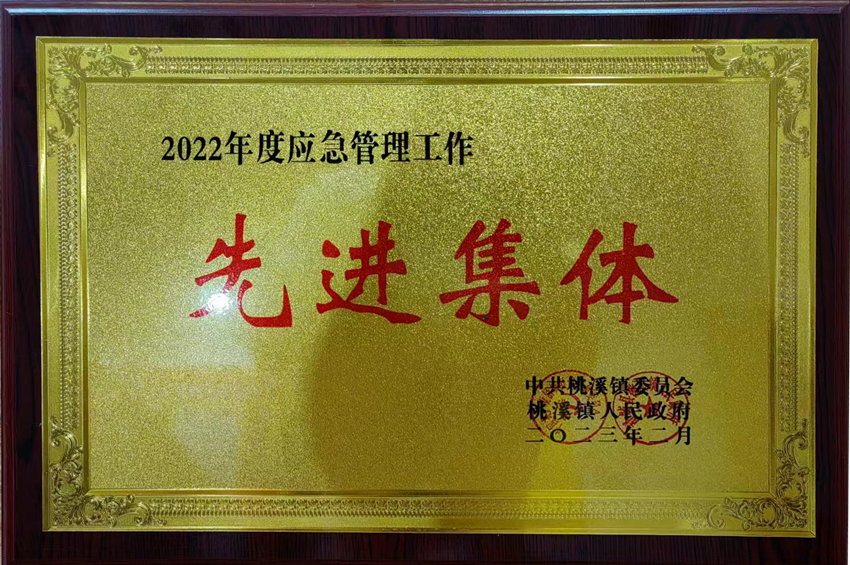 2022年度应急管理工作
先进集体
中共桃溪镇委员会
桃溪镇人民政府
二〇二三年二月